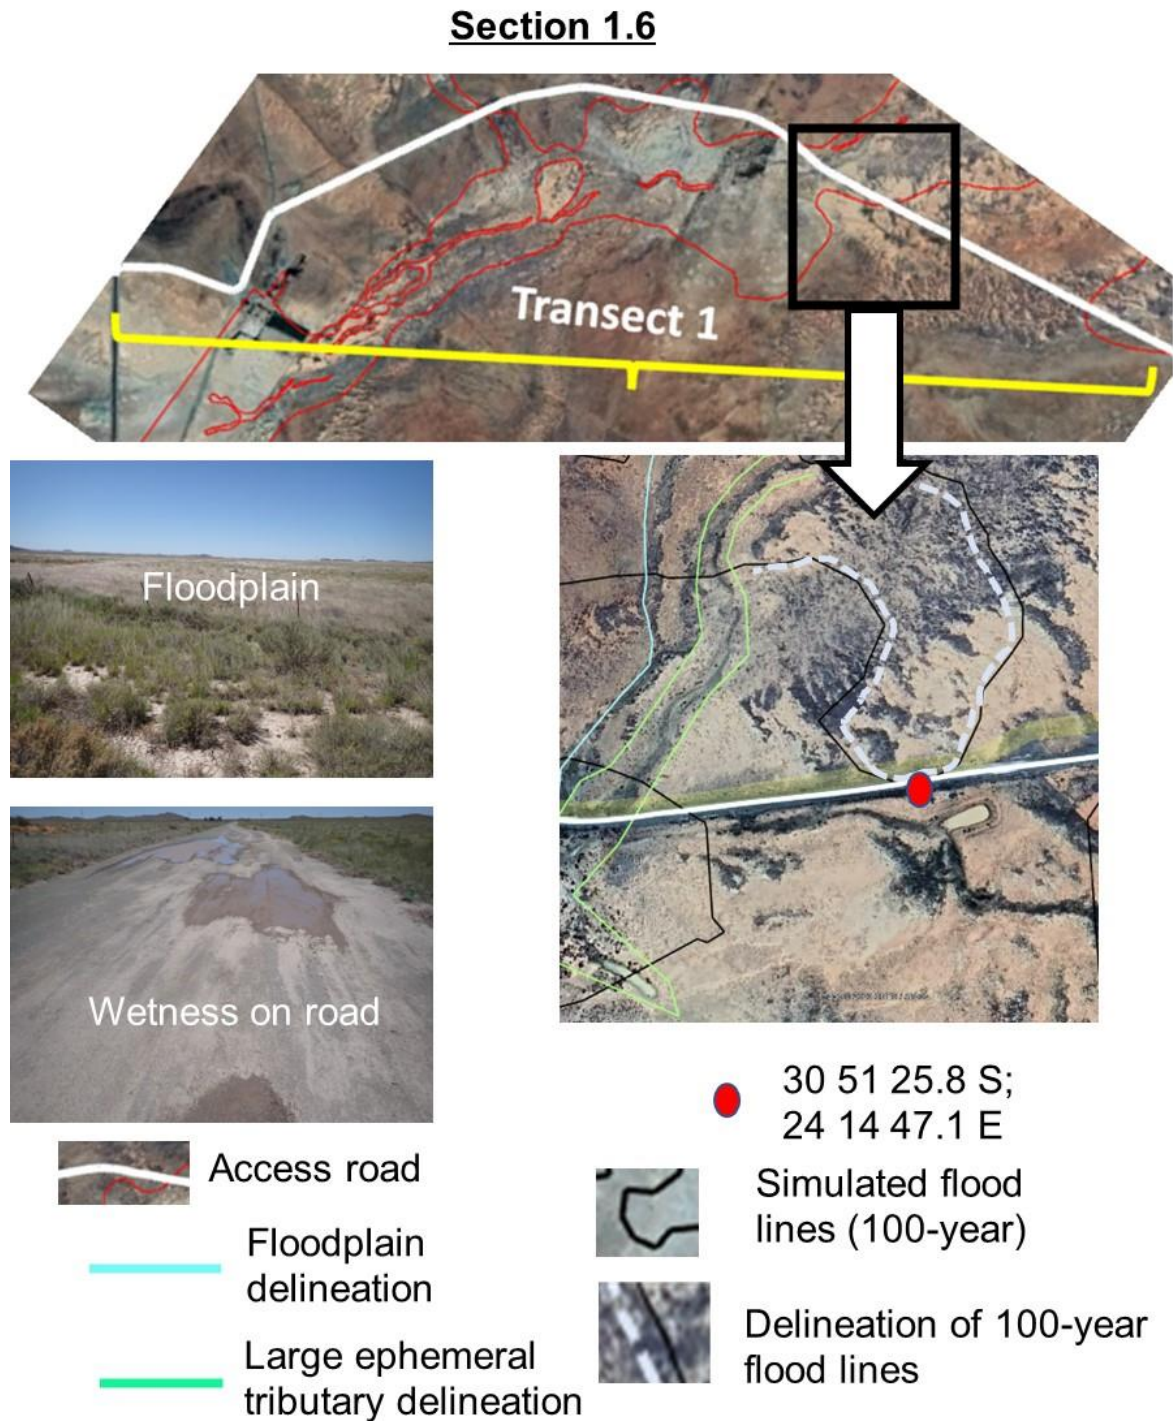 Section 1.6
Transect 1
Floodplain
Wetness on road
30 51 25.8 S;
24 14 47.1 E
Access road
Simulated flood
lines (100-year)
Floodplain
delineation
Delineation of 100-year
flood lines
Large ephemeral
tributary delineation